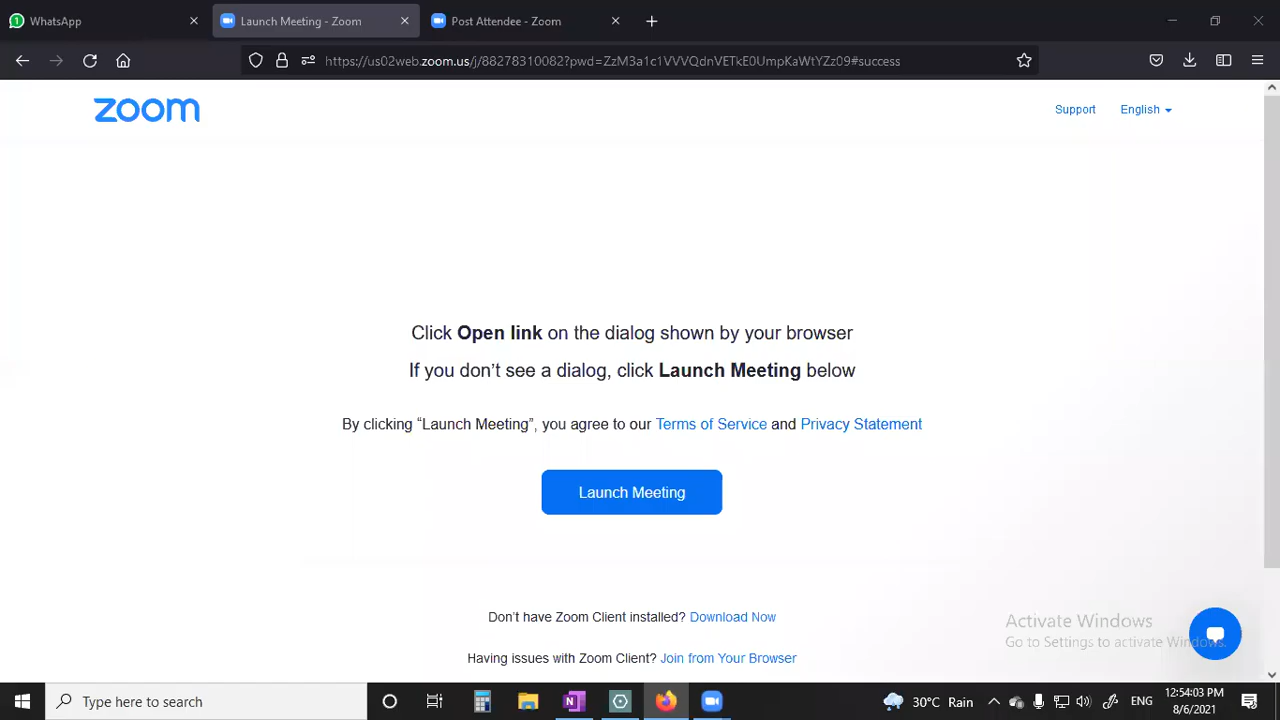 1
WhatsApp
Launch Meeting - Zoom
Post Attendee - Zoom
https://us02web.zoom.us/j/88278310082?pwd=ZzM3a1c1VVVQdnVETkE0UmpKaWtYZz09#success
zoom
Support
English
Click Open link on the dialog shown by your browser
If you don’t see a dialog, click Launch Meeting below
By clicking “Launch Meeting”, you agree to our Terms of Service and Privacy Statement
Launch Meeting
Don’t have Zoom Client installed? Download Now
Having issues with Zoom Client? Join from Your Browser
Activate Windows
Go to Settings to activate Windows.
Type here to search
30°C Rain
ENG
12:54:03 PM
8/6/2021